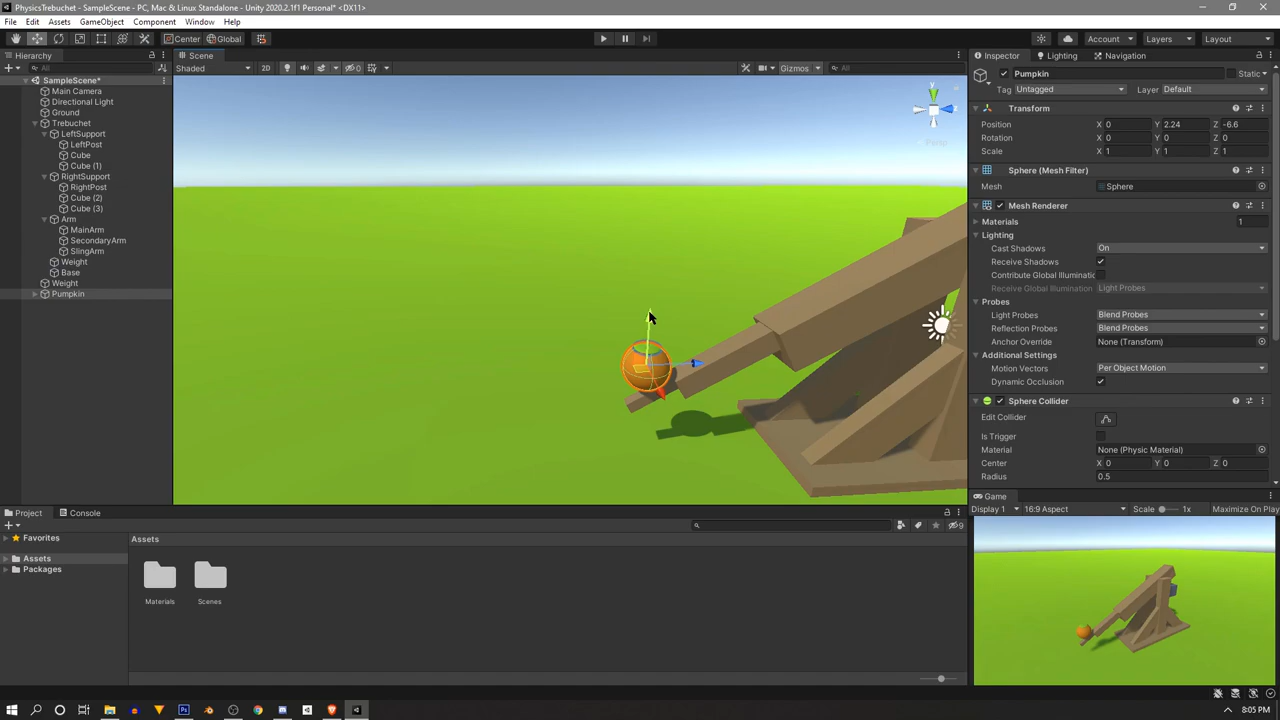 PhysicsTrebuchet - SampleScene - PC, Mac & Linux Standalone - Unity 2020.2.1f1 Personal* <DX11>
File Edit Assets GameObject Component Window Help
Center Global Account Layers Layout
Hierarchy
All
SampleScene*
Main Camera
Directional Light
Ground
Trebuchet
LeftSupport
LeftPost
Cube
Cube (1)
RightSupport
RightPost
Cube (2)
Cube (3)
Arm
MainArm
SecondaryArm
SlingArm
Weight
Base
Weight
Pumpkin
Scene
Shaded 2D 0 Gizmos All
y
z
Persp
Inspector Lighting Navigation
Pumpkin Static
Tag Untagged Layer Default
Transform
Position X 0 Y 2.24 Z -6.6
Rotation X 0 Y 0 Z 0
Scale X 1 Y 1 Z 1
Sphere (Mesh Filter)
Mesh Sphere
Mesh Renderer
Materials 1
Lighting
Cast Shadows On
Receive Shadows
Contribute Global Illuminatic
Receive Global Illumination Light Probes
Probes
Light Probes Blend Probes
Reflection Probes Blend Probes
Anchor Override None (Transform)
Additional Settings
Motion Vectors Per Object Motion
Dynamic Occlusion
Sphere Collider
Edit Collider
Is Trigger
Material None (Physic Material)
Center X 0 Y 0 Z 0
Radius 0.5
Game
Display 1 16:9 Aspect Scale 1x Maximize On Play
Project Console
9
Favorites
Assets
Packages
Assets
Materials
Scenes
8:05 PM